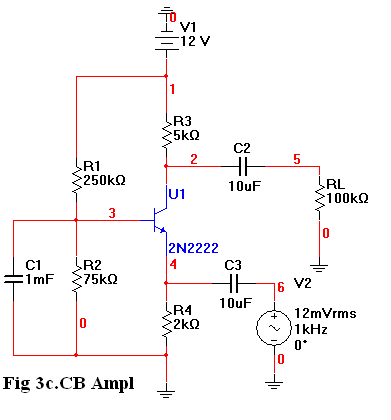 0
V1
12 V
1
R3
5kΩ
C2
2
5
10uF
R1
250kΩ
U1
RL
100kΩ
3
2N2222
0
C1
1mF
R2
75kΩ
4
C3
10uF
V2
6
0
R4
2kΩ
12mVrms
1kHz
0°
0
Fig 3c.CB Ampl